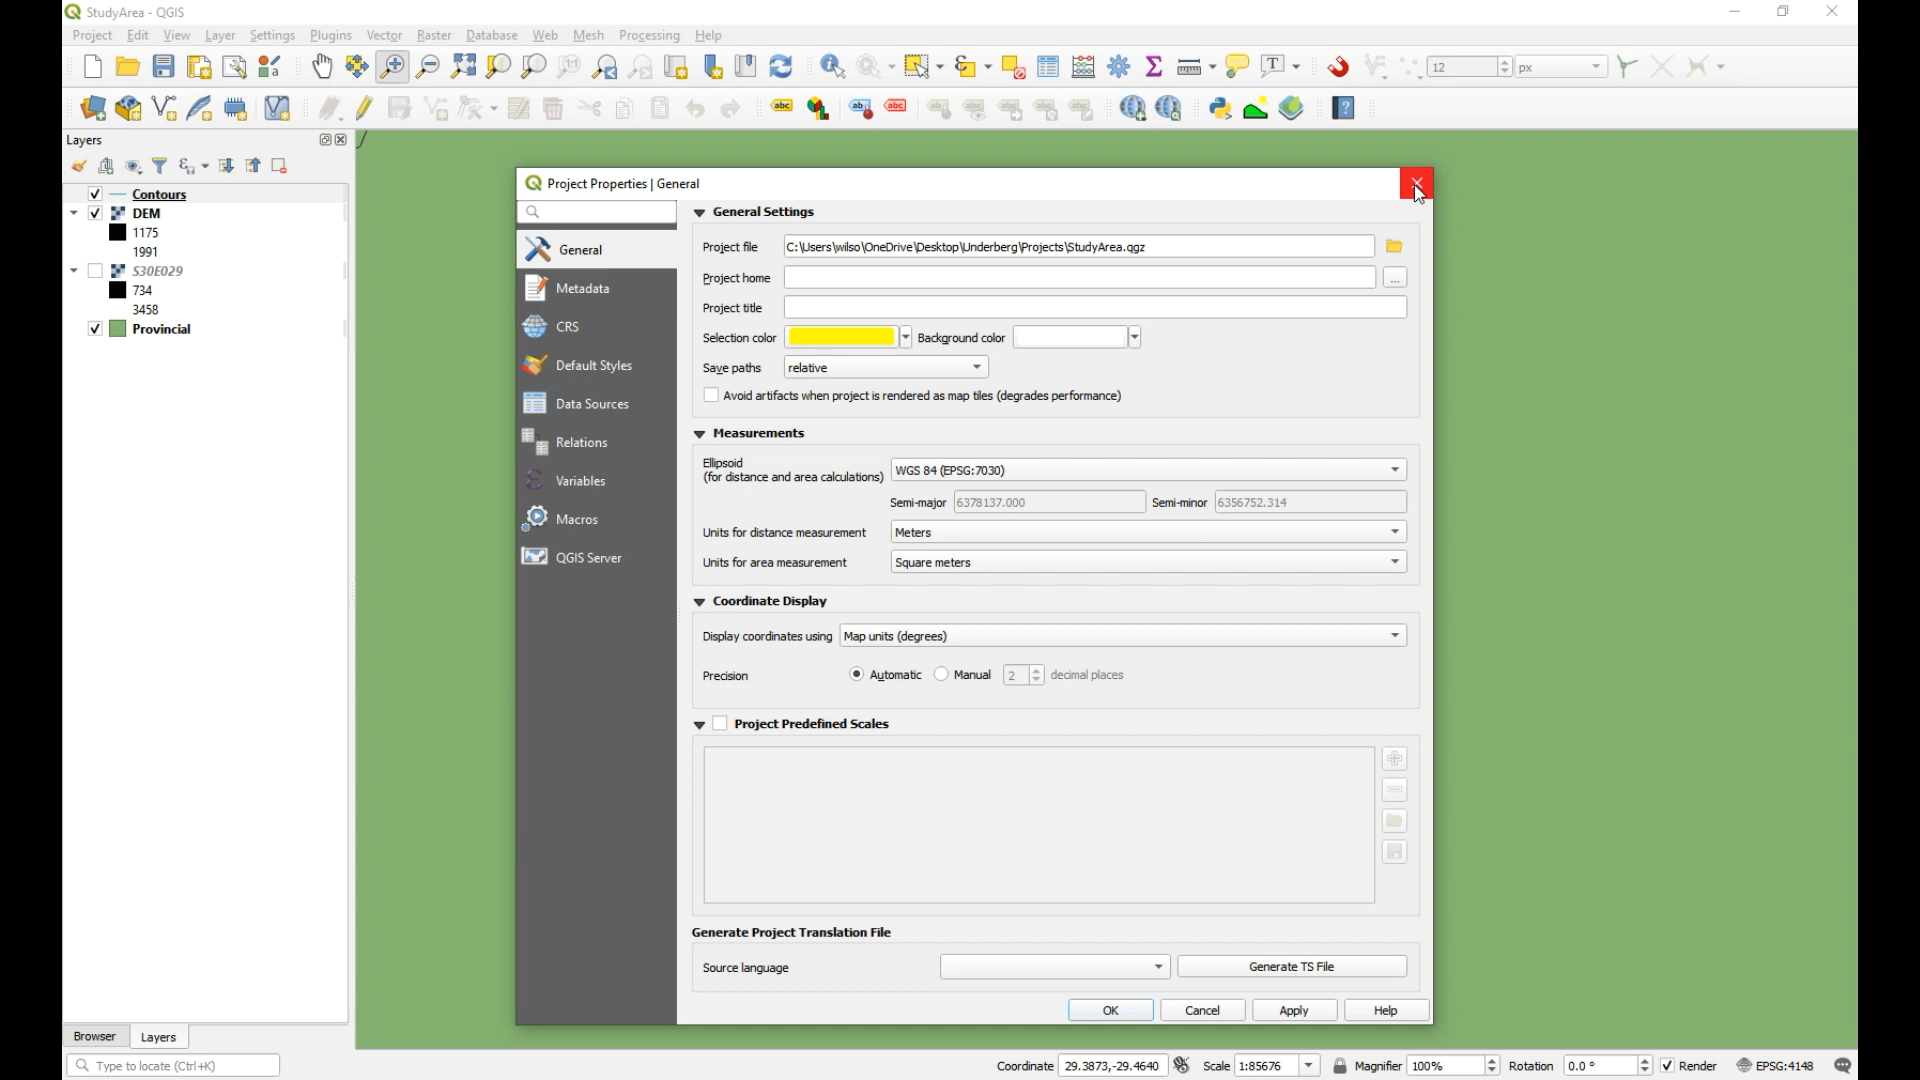 StudyArea - QGIS
Project Edit View Layer Settings Plugins Vector Raster Database Web Mesh Processing Help
12 px
Layers
Contours
DEM
1175
1991
S30E029
734
3458
Provincial
Browser Layers
Project Properties | General
General
Metadata
CRS
Default Styles
Data Sources
Relations
Variables
Macros
QGIS Server
General Settings
Project file C:\Users\wilso\OneDrive\Desktop\Underberg\Projects\StudyArea.qgz
Project home ...
Project title
Selection color Background color
Save paths relative
Avoid artifacts when project is rendered as map tiles (degrades performance)
Measurements
Ellipsoid
(for distance and area calculations) WGS 84 (EPSG:7030)
Semi-major 6378137.000 Semi-minor 6356752.314
Units for distance measurement Meters
Units for area measurement Square meters
Coordinate Display
Display coordinates using Map units (degrees)
Precision Automatic Manual 2 decimal places
Project Predefined Scales
Generate Project Translation File
Source language Generate TS File
OK Cancel Apply Help
Type to locate (Ctrl+K) Coordinate 29.3873,-29.4640 Scale 1:85676 Magnifier 100% Rotation 0.0 ° Render EPSG:4148